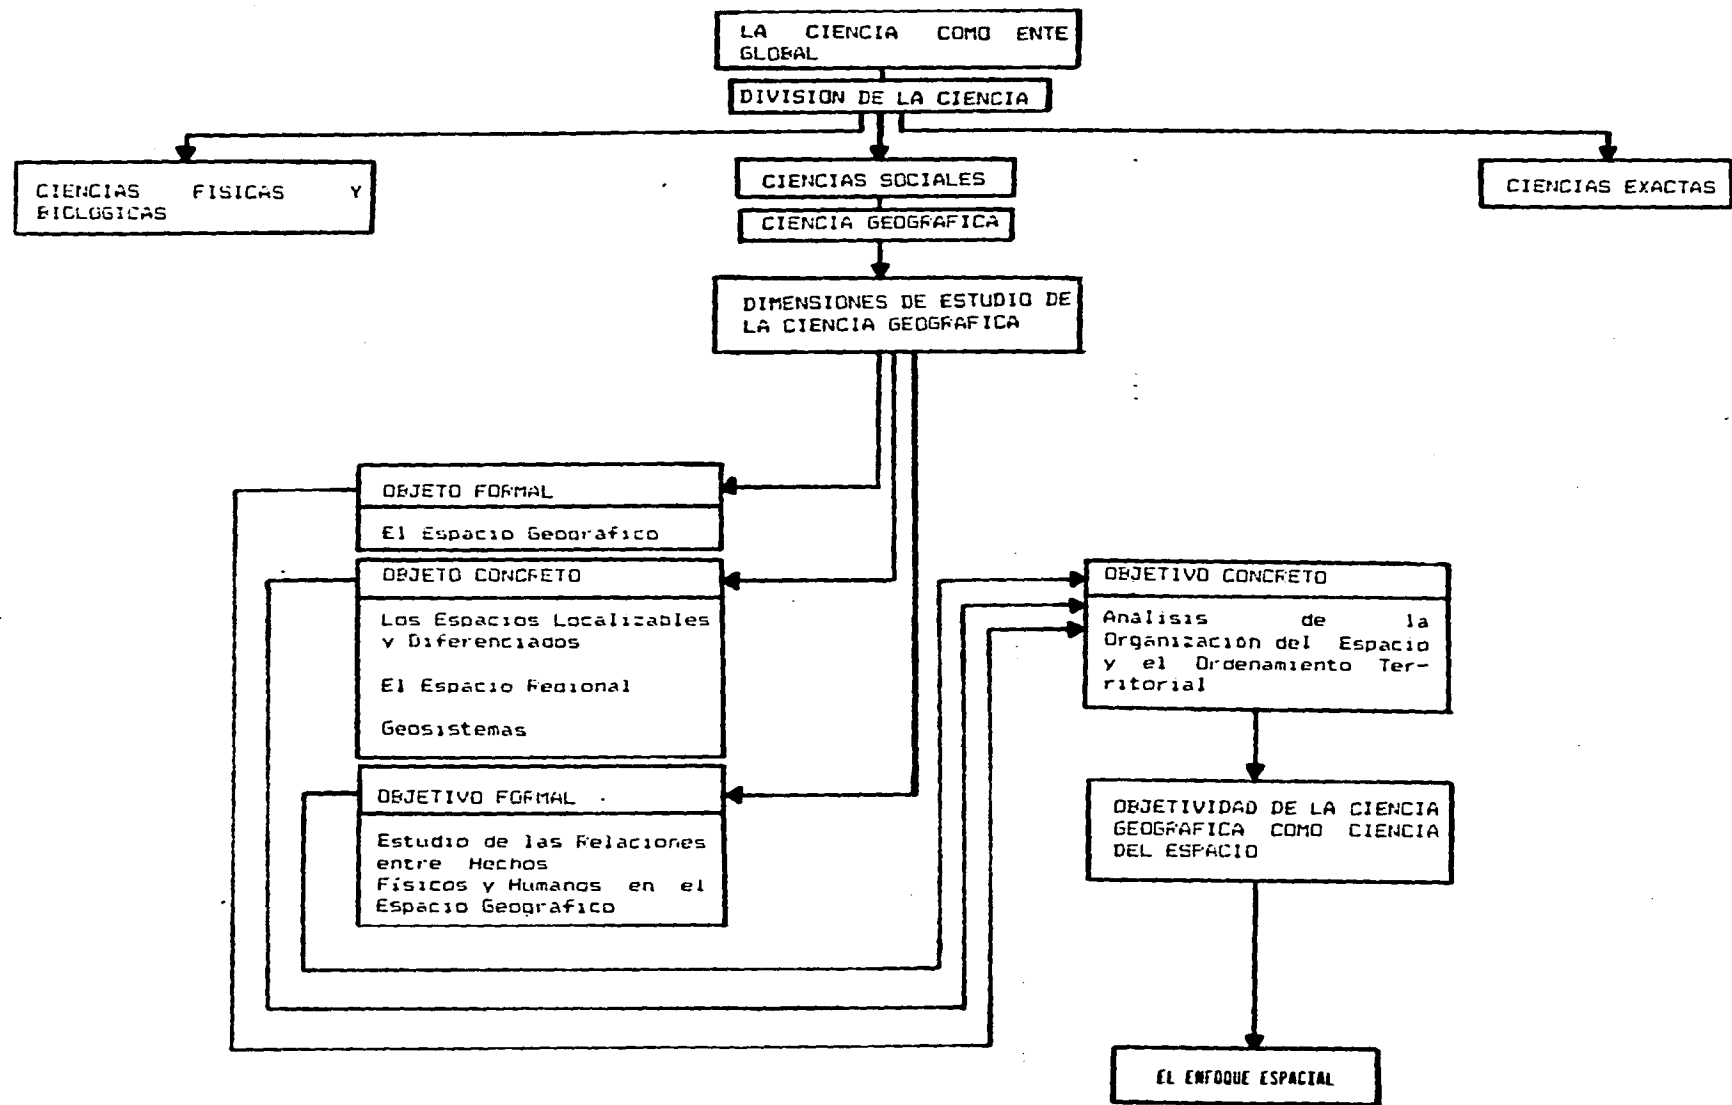 LA CIENCIA COMO ENTE
GLOBAL
DIVISION DE LA CIENCIA
CIENCIAS FISICAS Y
BIOLOGICAS
CIENCIAS SOCIALES
CIENCIAS EXACTAS
CIENCIA GEOGRAFICA
DIMENSIONES DE ESTUDIO DE
LA CIENCIA GEOGRAFICA
OBJETO FORMAL
El Espacio Geográfico
OBJETO CONCRETO
Los Espacios Localizables
y Diferenciados
El Espacio Regional
Geosistemas
OBJETIVO FORMAL
Estudio de las Relaciones
entre Hechos
Físicos y Humanos en el
Espacio Geográfico
OBJETIVO CONCRETO
Análisis de la
Organización del Espacio
y el Ordenamiento Ter-
rritorial
OBJETIVIDAD DE LA CIENCIA
GEOGRAFICA COMO CIENCIA
DEL ESPACIO
EL ENFOQUE ESPACIAL